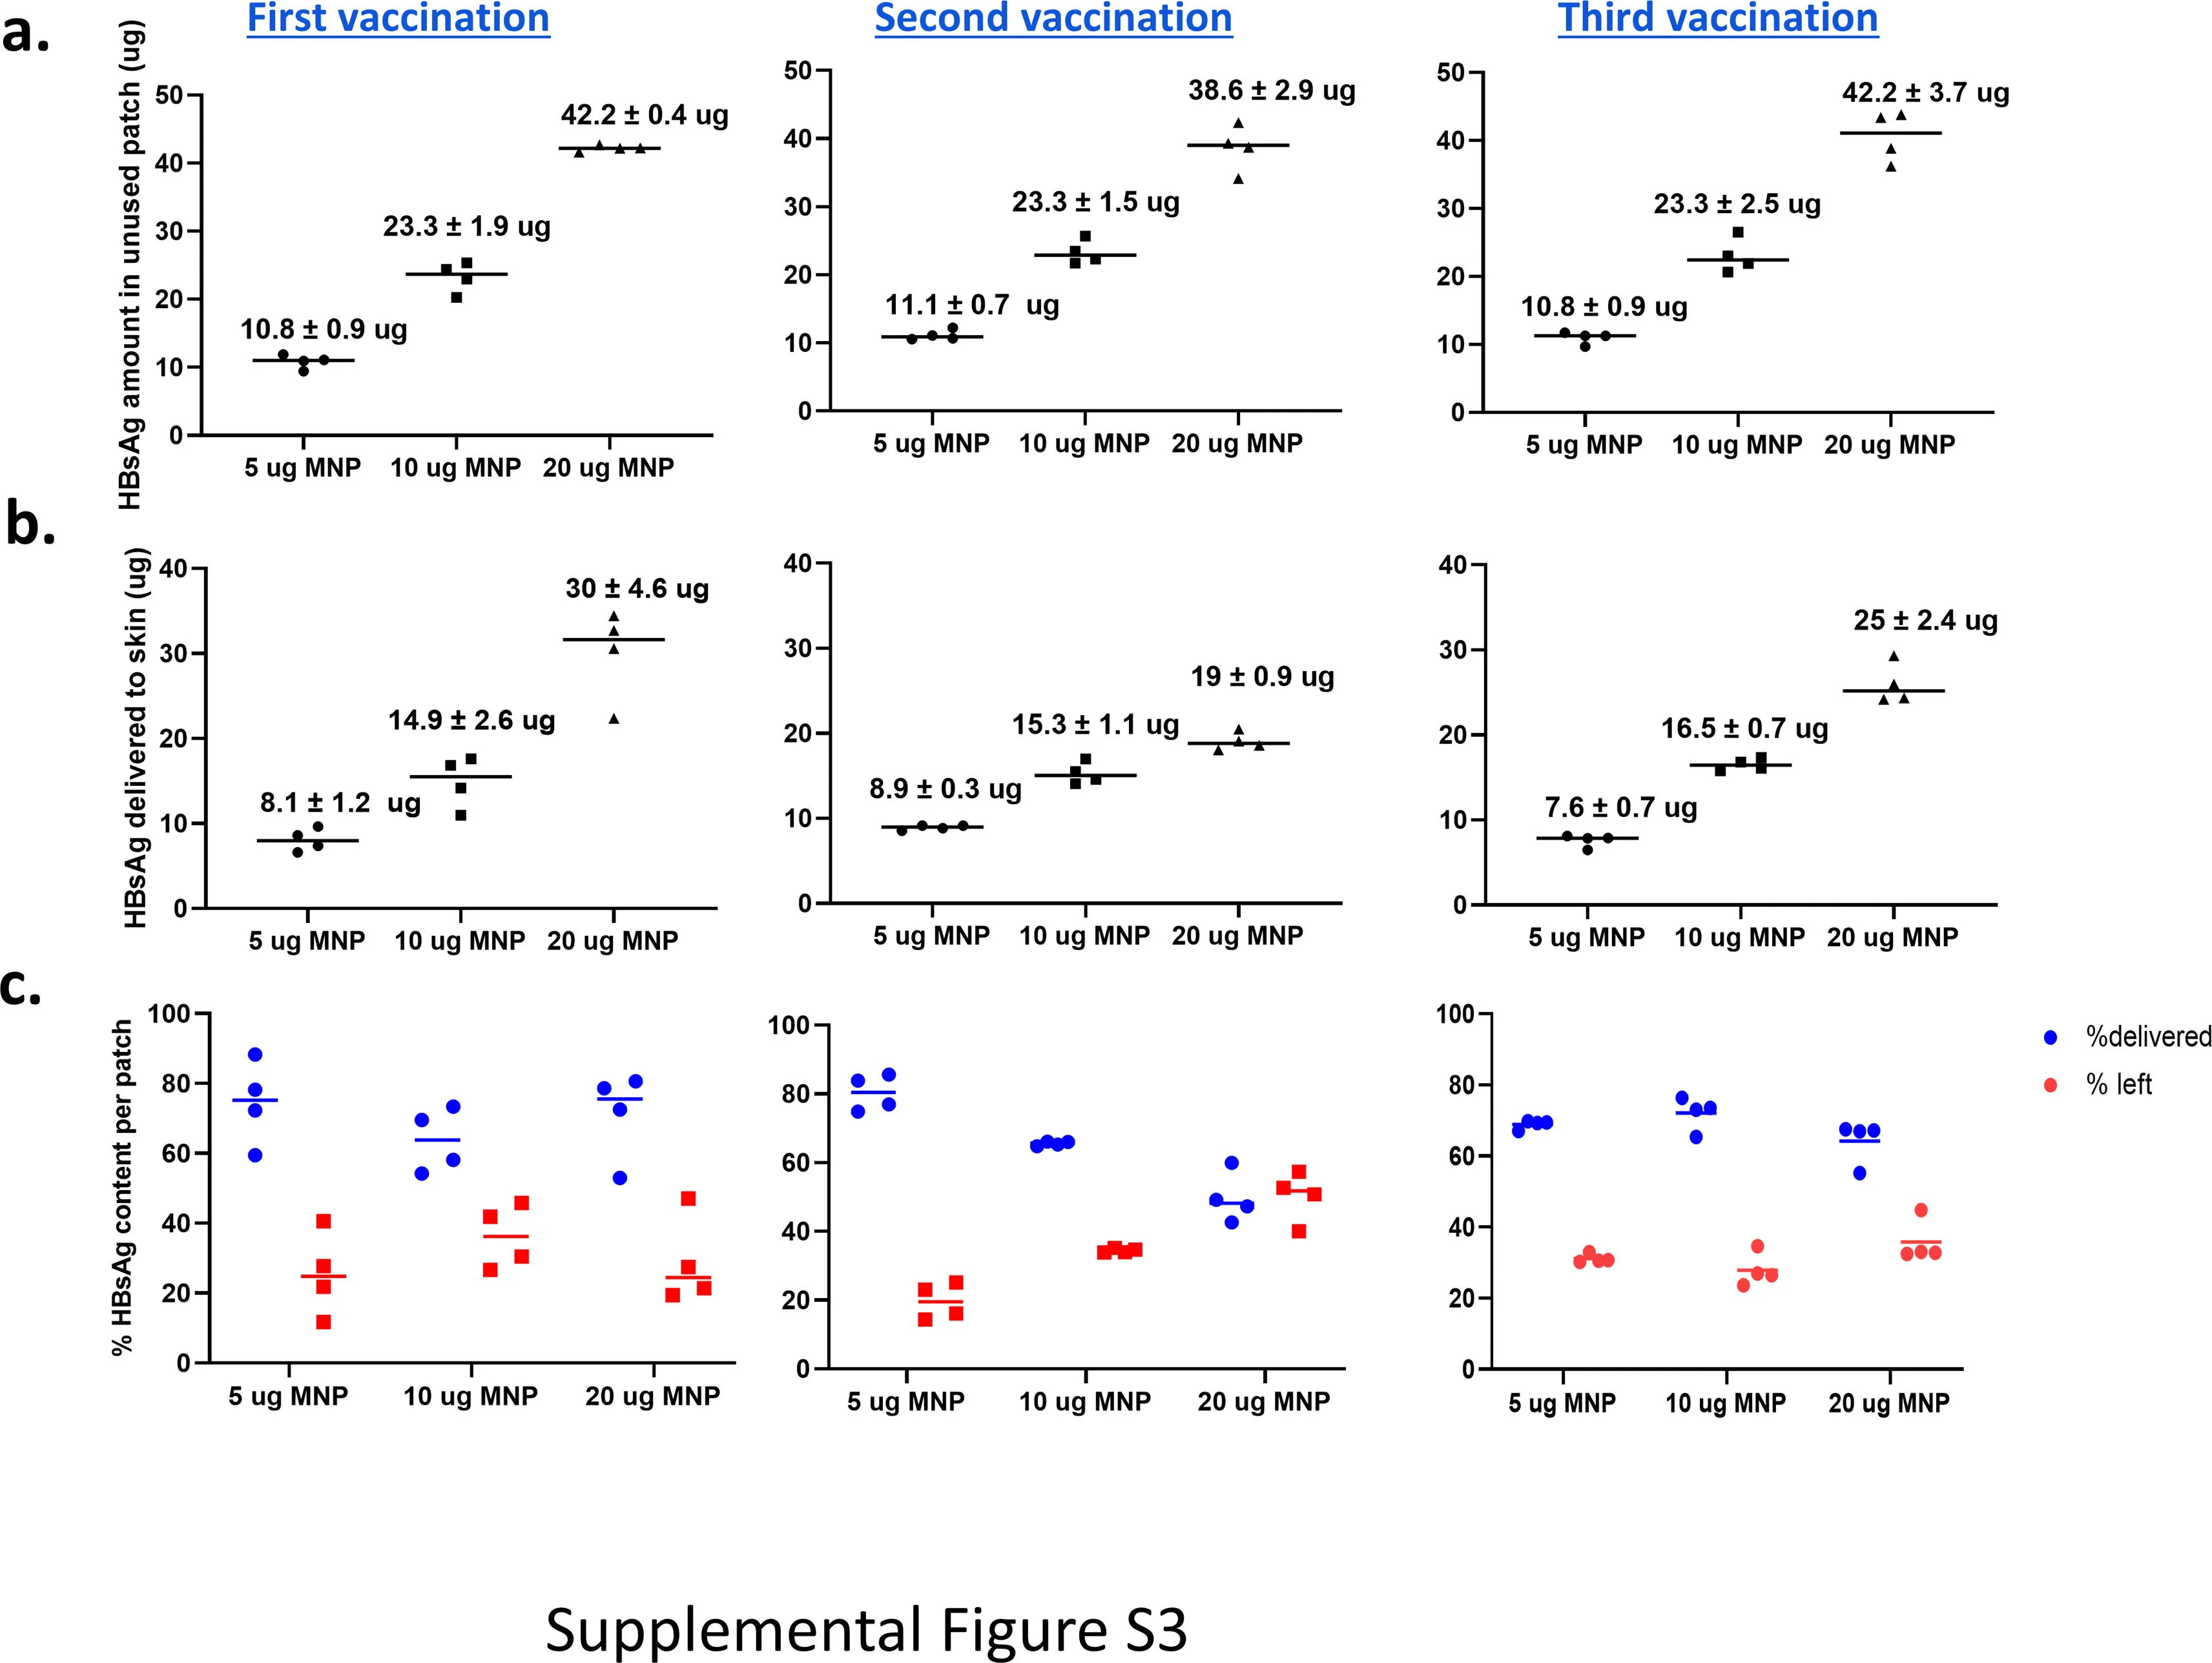 a.
First vaccination
Second vaccination
Third vaccination
HBsAg amount in unused patch (ug)
50
40
30
20
10
0
10.8 ± 0.9 ug
23.3 ± 1.9 ug
42.2 ± 0.4 ug
5 ug MNP
10 ug MNP
20 ug MNP
50
40
30
20
10
0
11.1 ± 0.7 ug
23.3 ± 1.5 ug
38.6 ± 2.9 ug
5 ug MNP
10 ug MNP
20 ug MNP
50
40
30
20
10
0
10.8 ± 0.9 ug
23.3 ± 2.5 ug
42.2 ± 3.7 ug
5 ug MNP
10 ug MNP
20 ug MNP
b.
HBsAg delivered to skin (ug)
40
30
20
10
0
8.1 ± 1.2 ug
14.9 ± 2.6 ug
30 ± 4.6 ug
5 ug MNP
10 ug MNP
20 ug MNP
40
30
20
10
0
8.9 ± 0.3 ug
15.3 ± 1.1 ug
19 ± 0.9 ug
5 ug MNP
10 ug MNP
20 ug MNP
40
30
20
10
0
7.6 ± 0.7 ug
16.5 ± 0.7 ug
25 ± 2.4 ug
5 ug MNP
10 ug MNP
20 ug MNP
c.
% HBsAg content per patch
100
80
60
40
20
0
5 ug MNP
10 ug MNP
20 ug MNP
100
80
60
40
20
0
5 ug MNP
10 ug MNP
20 ug MNP
100
80
60
40
20
0
5 ug MNP
10 ug MNP
20 ug MNP
%delivered
% left
Supplemental Figure S3